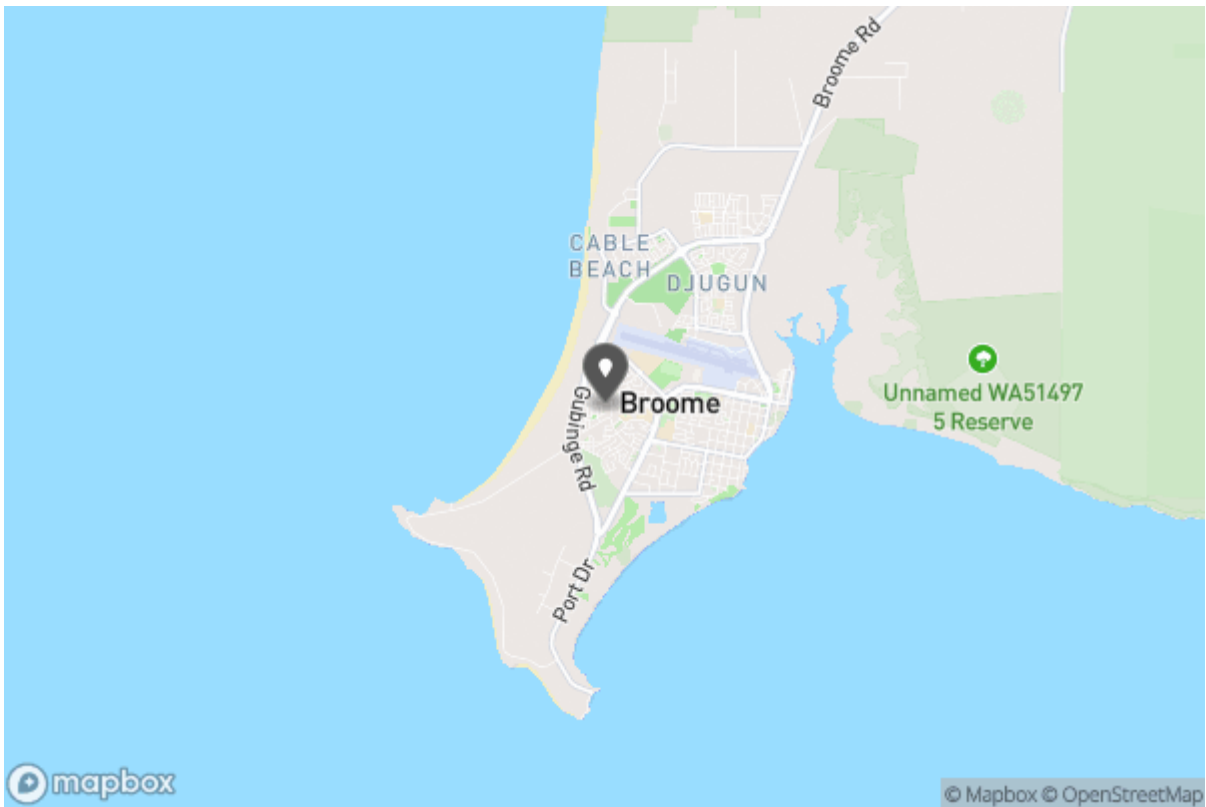 Broome Rd
CABLE
BEACH
DJUGUN
Unnamed WA51497
5 Reserve
Broome
Gubinge Rd
Port Dr
mapbox
© Mapbox © OpenStreetMap